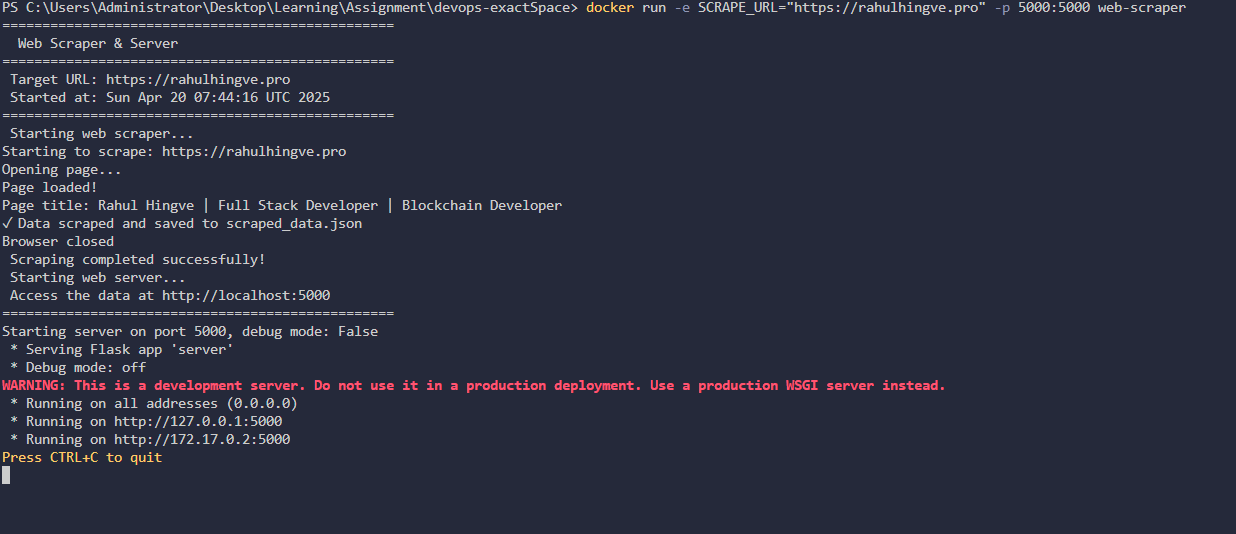 PS C:\Users\Administrator\Desktop\Learning\Assignment\devops-exactSpace> docker run -e SCRAPE_URL="https://rahulhingve.pro" -p 5000:5000 web-scraper
=================================================
  Web Scraper & Server
=================================================
 Target URL: https://rahulhingve.pro
 Started at: Sun Apr 20 07:44:16 UTC 2025
=================================================
 Starting web scraper...
Starting to scrape: https://rahulhingve.pro
Opening page...
Page loaded!
Page title: Rahul Hingve | Full Stack Developer | Blockchain Developer
✓ Data scraped and saved to scraped_data.json
Browser closed
 Scraping completed successfully!
 Starting web server...
 Access the data at http://localhost:5000
=================================================
Starting server on port 5000, debug mode: False
 * Serving Flask app 'server'
 * Debug mode: off
WARNING: This is a development server. Do not use it in a production deployment. Use a production WSGI server instead.
 * Running on all addresses (0.0.0.0)
 * Running on http://127.0.0.1:5000
 * Running on http://172.17.0.2:5000
Press CTRL+C to quit